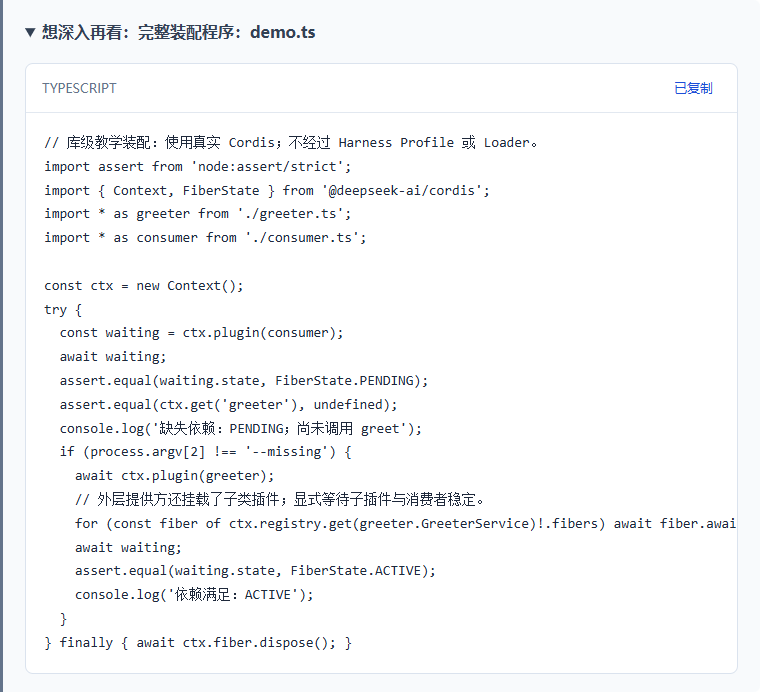 ▼ 想深入再看：完整装配程序：demo.ts
TYPESCRIPT
已复制
// 库级教学装配：使用真实 Cordis；不经过 Harness Profile 或 Loader。
import assert from 'node:assert/strict';
import { Context, FiberState } from '@deepseek-ai/cordis';
import * as greeter from './greeter.ts';
import * as consumer from './consumer.ts';

const ctx = new Context();
try {
  const waiting = ctx.plugin(consumer);
  await waiting;
  assert.equal(waiting.state, FiberState.PENDING);
  assert.equal(ctx.get('greeter'), undefined);
  console.log('缺失依赖：PENDING；尚未调用 greet');
  if (process.argv[2] !== '--missing') {
    await ctx.plugin(greeter);
    // 外层提供方还挂载了子类插件；显式等待子插件与消费者稳定。
    for (const fiber of ctx.registry.get(greeter.GreeterService)!.fibers) await fiber.awai
    await waiting;
    assert.equal(waiting.state, FiberState.ACTIVE);
    console.log('依赖满足：ACTIVE');
  }
} finally { await ctx.fiber.dispose(); }